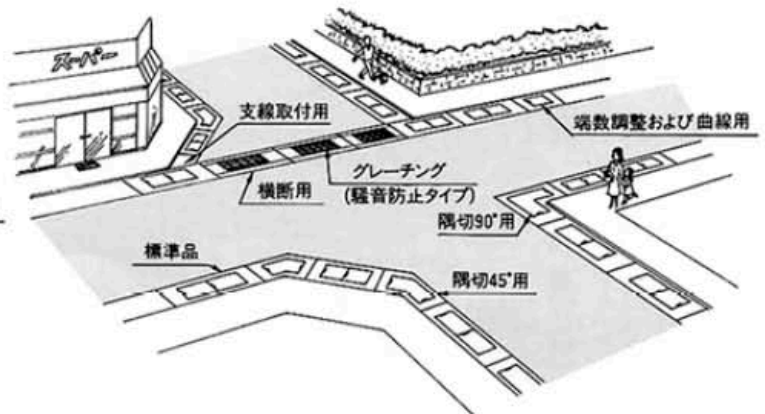 スーパー
支線取付用
端数調整および曲線用
グレーチング
(騒音防止タイプ)
横断用
隅切90°用
標準品
隅切45°用